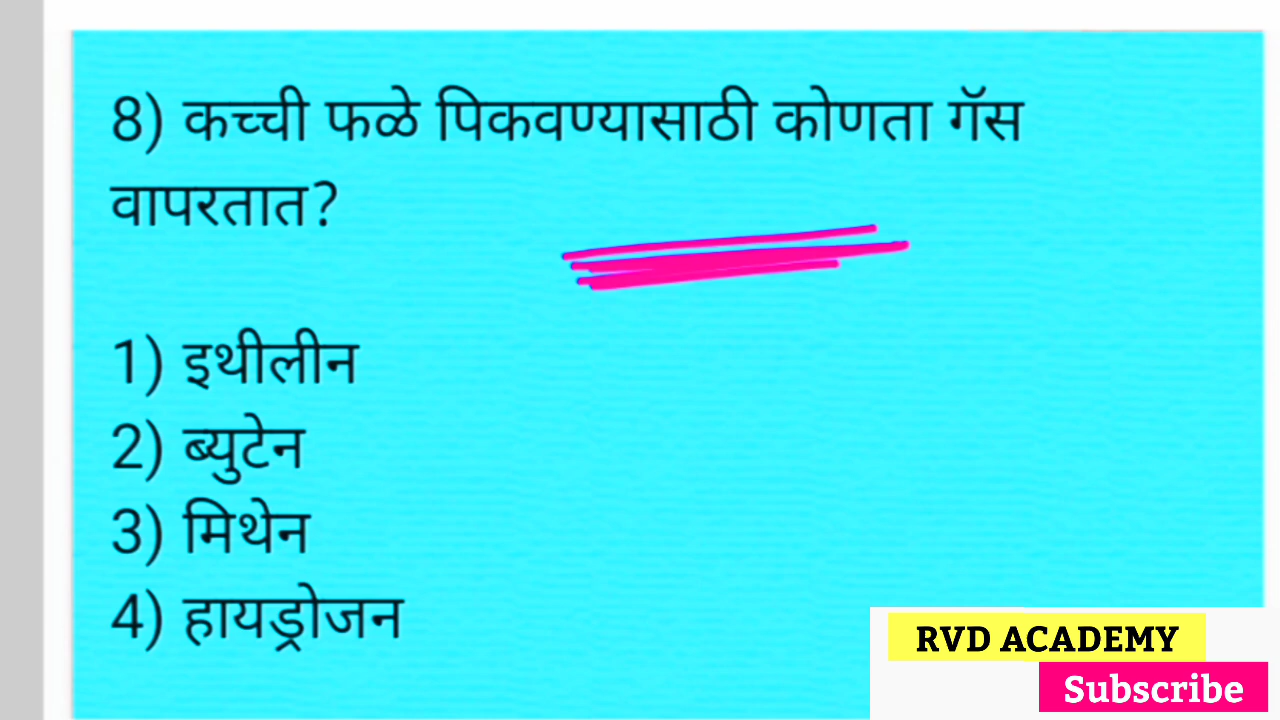 8) कच्ची फळे पिकवण्यासाठी कोणता गॅस
वापरतात?
1) इथीलीन
2) ब्युटेन
3) मिथेन
4) हायड्रोजन
RVD ACADEMY
Subscribe